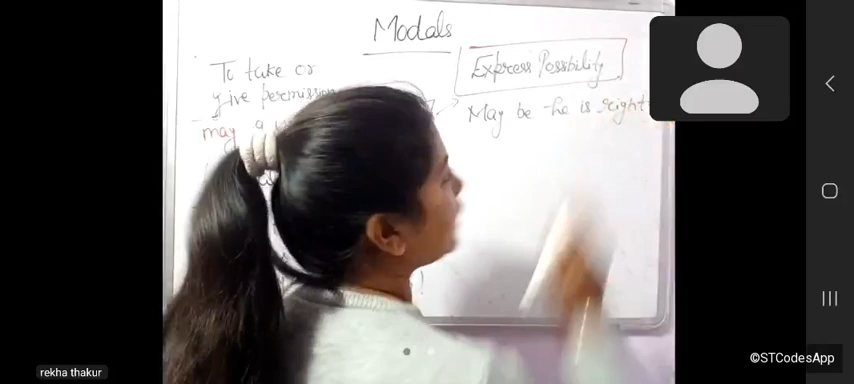 Modals
To take or
give permission
may a
Express Possibility
May be he is right
rekha thakur
©STCodesApp